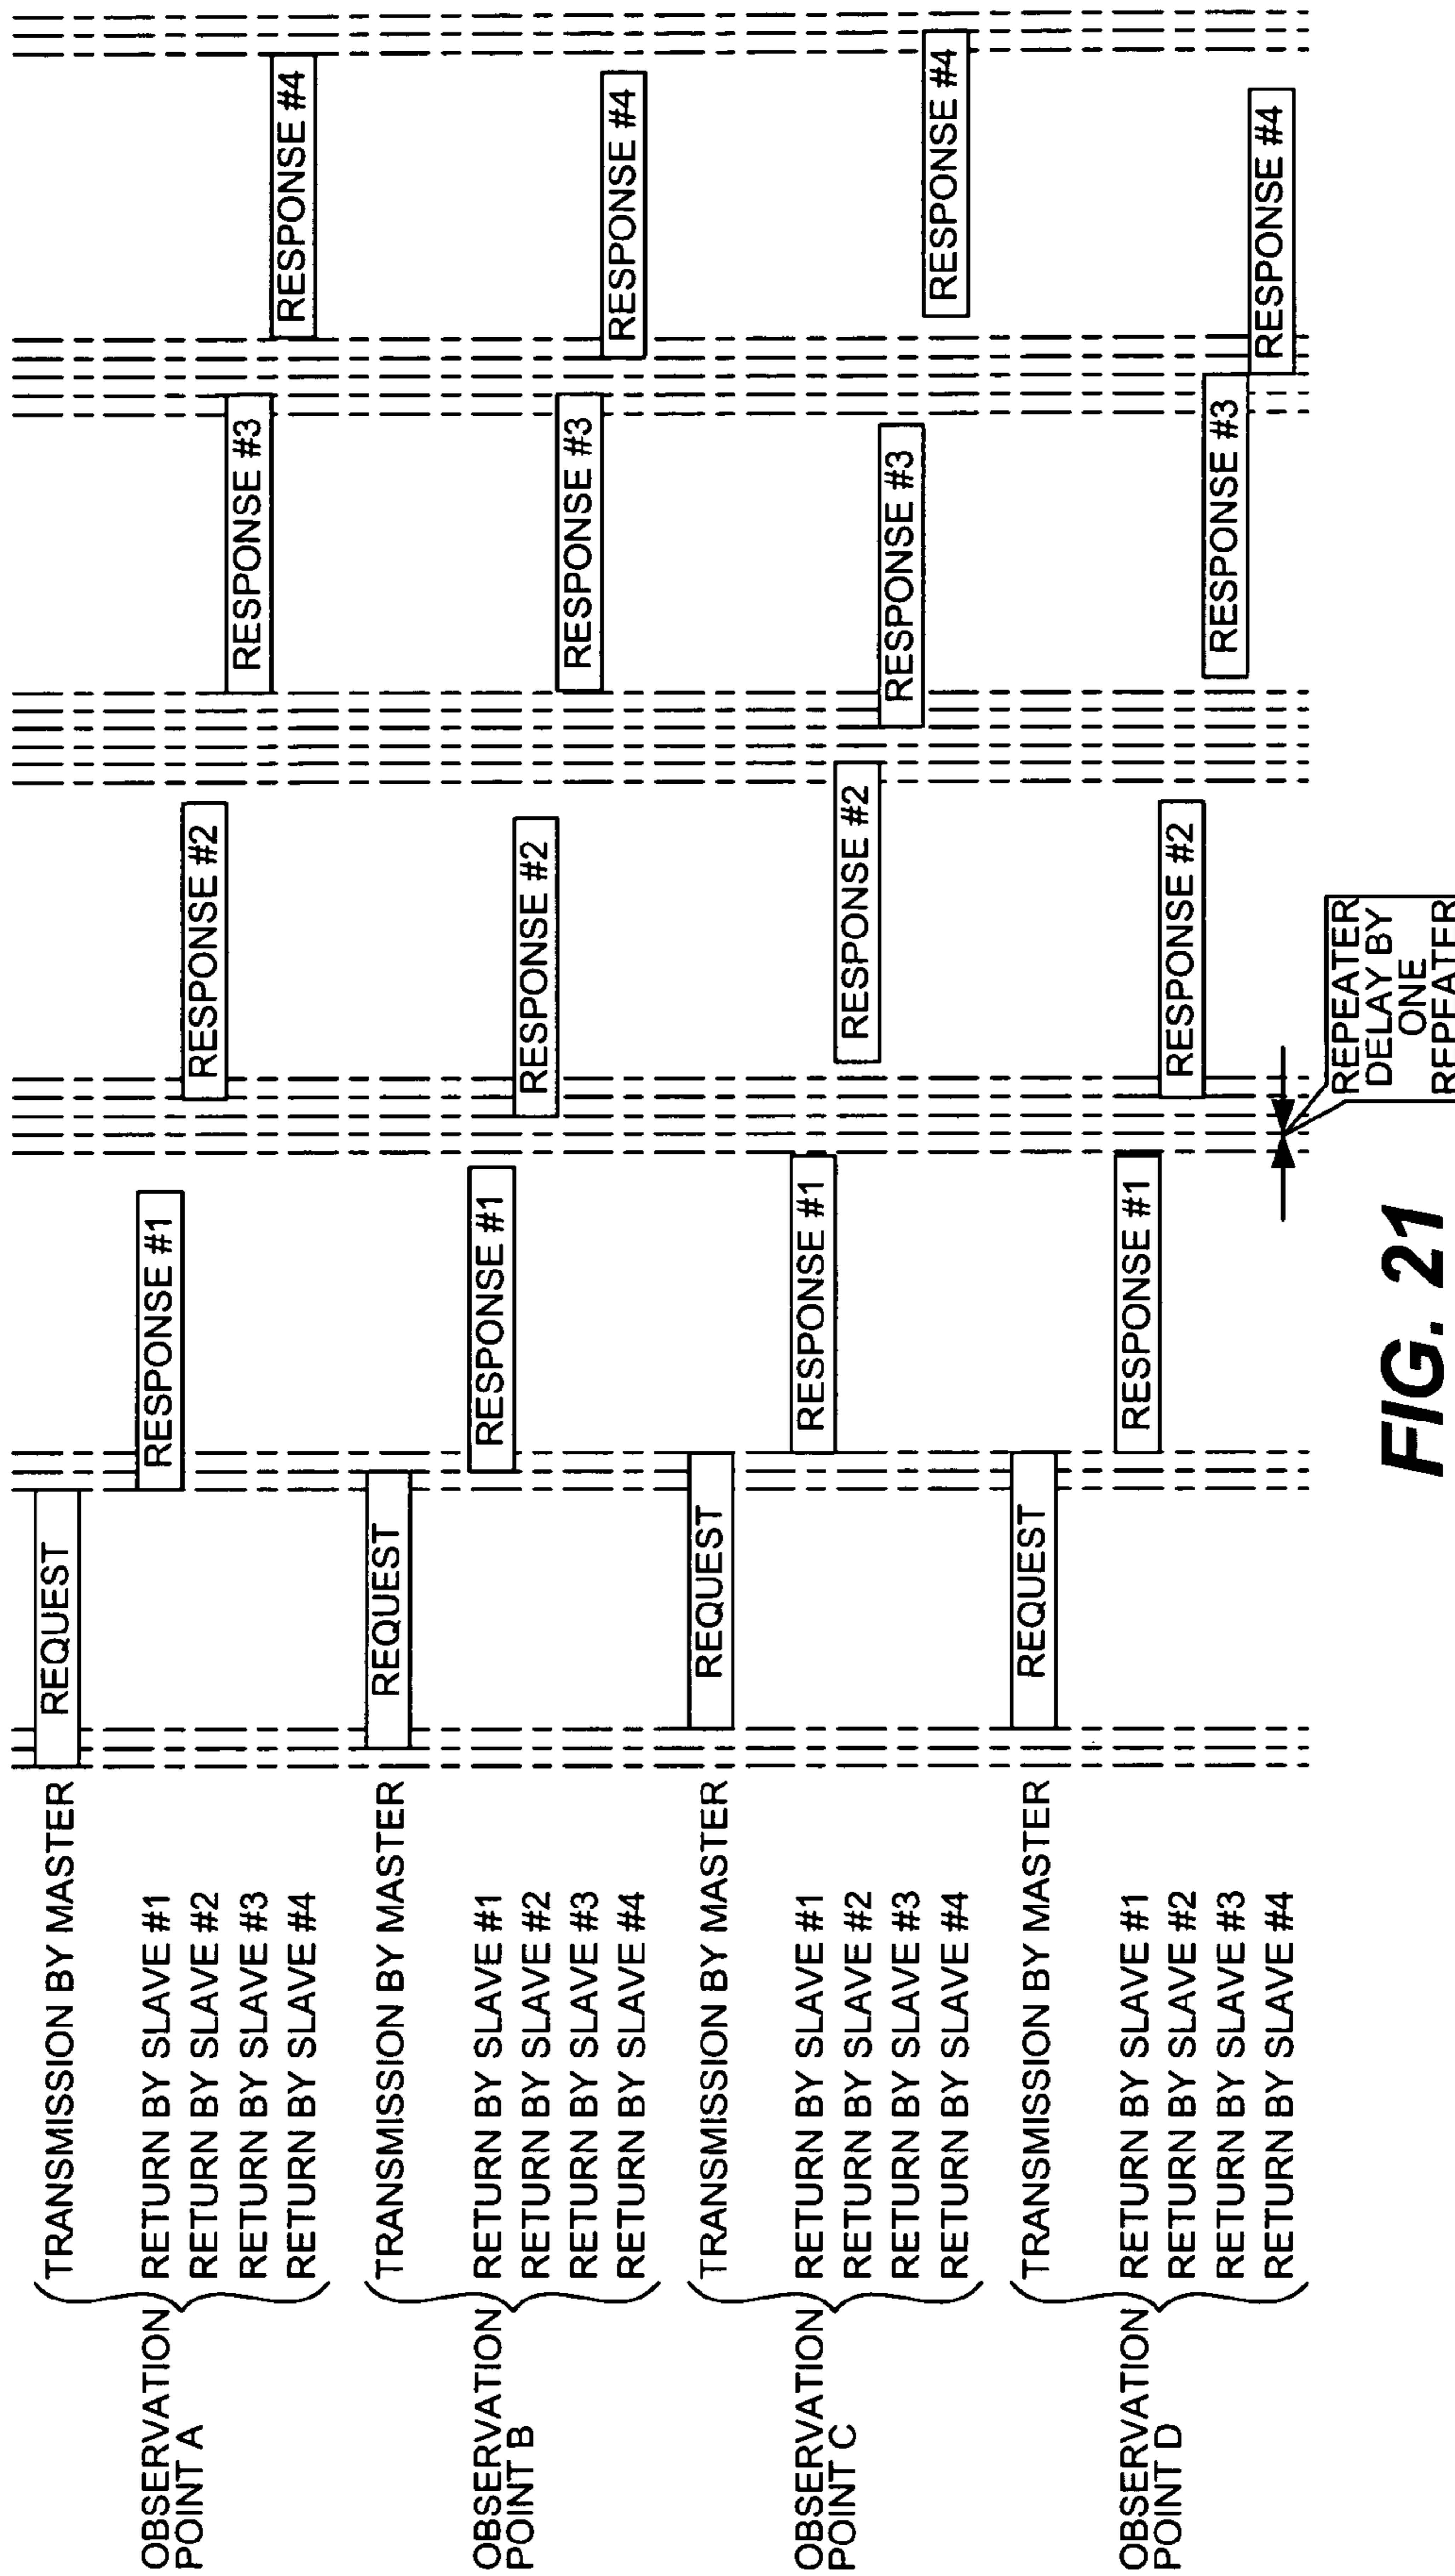 OBSERVATION
POINT A
TRANSMISSION BY MASTER
REQUEST
RETURN BY SLAVE #1
RESPONSE #1
RETURN BY SLAVE #2
RESPONSE #2
RETURN BY SLAVE #3
RESPONSE #3
RETURN BY SLAVE #4
RESPONSE #4
OBSERVATION
POINT B
TRANSMISSION BY MASTER
REQUEST
RETURN BY SLAVE #1
RESPONSE #1
RETURN BY SLAVE #2
RESPONSE #2
RETURN BY SLAVE #3
RESPONSE #3
RETURN BY SLAVE #4
RESPONSE #4
OBSERVATION
POINT C
TRANSMISSION BY MASTER
REQUEST
RETURN BY SLAVE #1
RESPONSE #1
RETURN BY SLAVE #2
RESPONSE #2
RETURN BY SLAVE #3
RESPONSE #3
RETURN BY SLAVE #4
RESPONSE #4
OBSERVATION
POINT D
TRANSMISSION BY MASTER
REQUEST
RETURN BY SLAVE #1
RESPONSE #1
RETURN BY SLAVE #2
RESPONSE #2
RETURN BY SLAVE #3
RESPONSE #3
RETURN BY SLAVE #4
RESPONSE #4
REPEATER
DELAY BY
ONE
REPEATER
FIG. 21